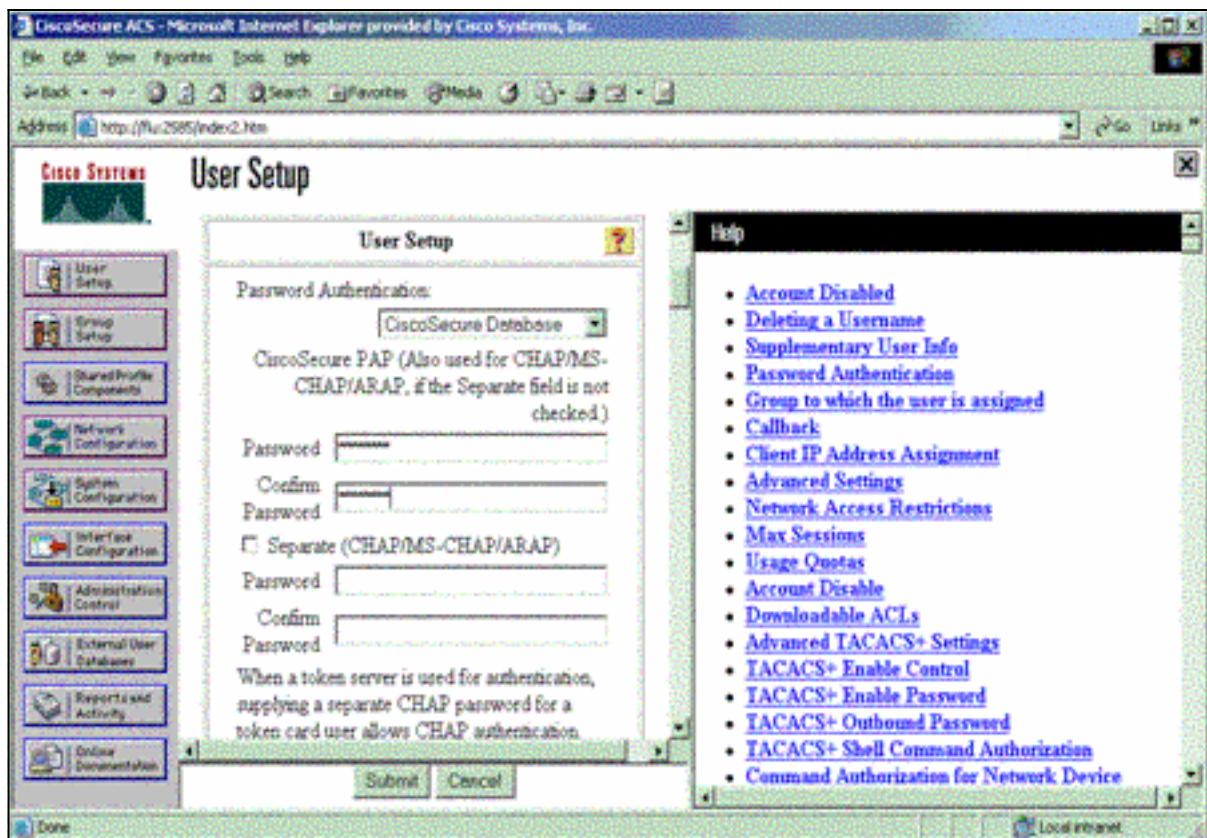 CiscoSecure ACS - Microsoft Internet Explorer provided by Cisco Systems, Inc.
File Edit View Favorites Tools Help
Back Search Favorites Media
Address http://flu:2585/index2.htm Go Links »
CISCO SYSTEMS
User Setup
User Setup
Group Setup
Shared Profile Components
Network Configuration
System Configuration
Interface Configuration
Administration Control
External User Databases
Reports and Activity
Online Documentation
User Setup
Password Authentication:
CiscoSecure Database
CiscoSecure PAP (Also used for CHAP/MS-
CHAP/ARAP, if the Separate field is not
checked.)
Password ********
Confirm
Password ********
Separate (CHAP/MS-CHAP/ARAP)
Password
Confirm
Password
When a token server is used for authentication,
supplying a separate CHAP password for a
token card user allows CHAP authentication.
Submit Cancel
Help
Account Disabled
Deleting a Username
Supplementary User Info
Password Authentication
Group to which the user is assigned
Callback
Client IP Address Assignment
Advanced Settings
Network Access Restrictions
Max Sessions
Usage Quotas
Account Disable
Downloadable ACLs
Advanced TACACS+ Settings
TACACS+ Enable Control
TACACS+ Enable Password
TACACS+ Outbound Password
TACACS+ Shell Command Authorization
Command Authorization for Network Device
Done
Local intranet